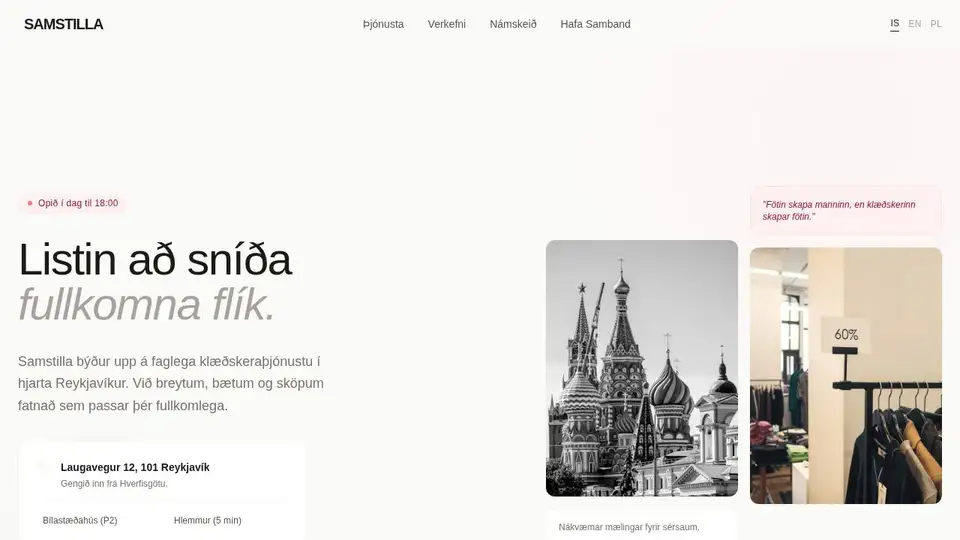 SAMSTILLA
Þjónusta
Verkefni
Námskeið
Hafa Samband
IS
EN
PL
Opið í dag til 18:00
Listin að sníða
fullkomna flík.
Samstilla býður upp á faglega klæðskeraþjónustu í
hjarta Reykjavíkur. Við breytum, bætum og sköpum
fatnað sem passar þér fullkomlega.
Laugavegur 12, 101 Reykjavík
Gengið inn frá Hverfisgötu.
Bílastæðahús (P2)
Hlemmur (5 mín)
"Fötin skapa manninn, en klæðskerinn
skapar fötin."
60%
Nákvæmar mælingar fyrir sérsaum.